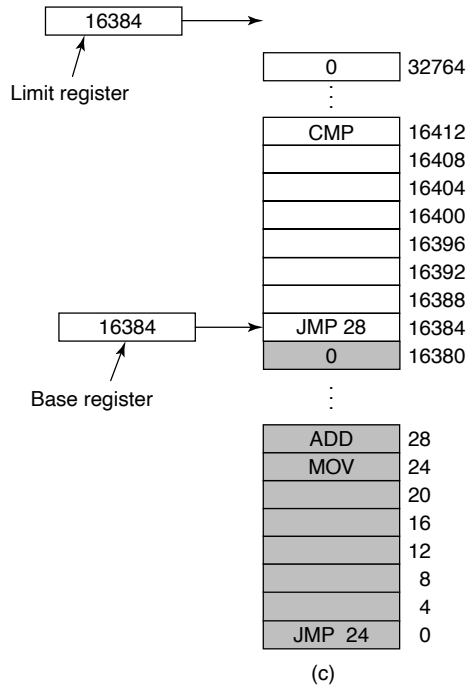 16384
Limit register
0 32764
CMP 16412
16408
16404
16400
16396
16392
16388
16384 JMP 28 16384
0 16380
Base register
ADD 28
MOV 24
20
16
12
8
4
JMP 24 0
(c)